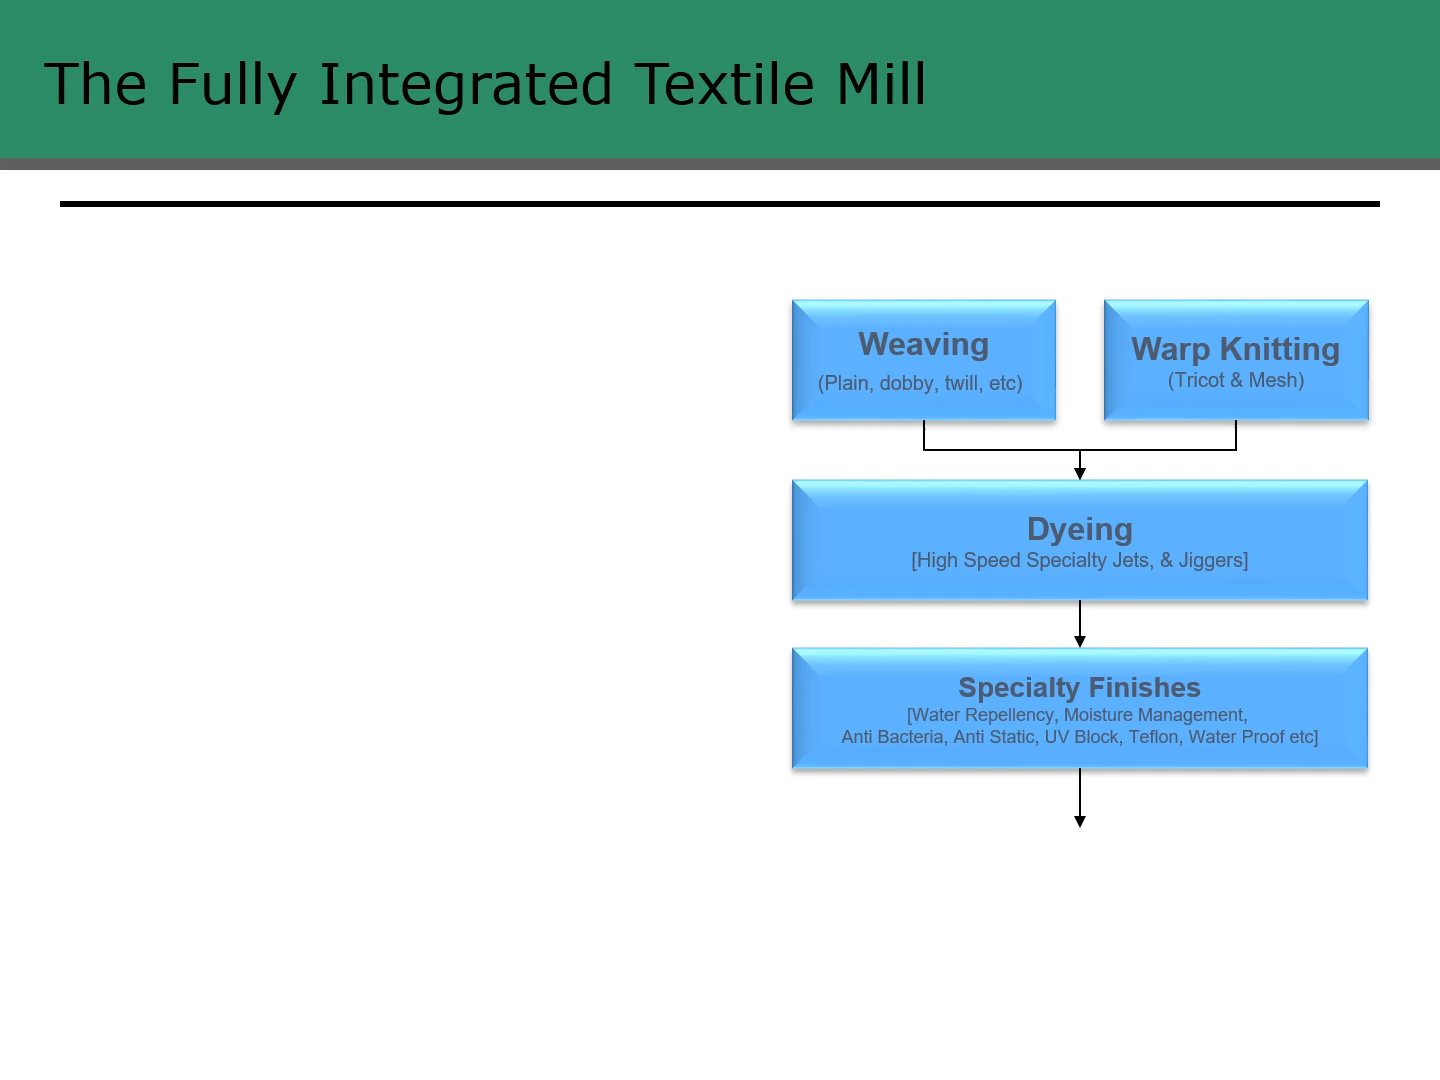 The Fully Integrated Textile Mill
Weaving
(Plain, dobby, twill, etc)
Warp Knitting
(Tricot & Mesh)
Dyeing
[High Speed Specialty Jets, & Jiggers]
Specialty Finishes
[Water Repellency, Moisture Management,
Anti Bacteria, Anti Static, UV Block, Teflon, Water Proof etc]